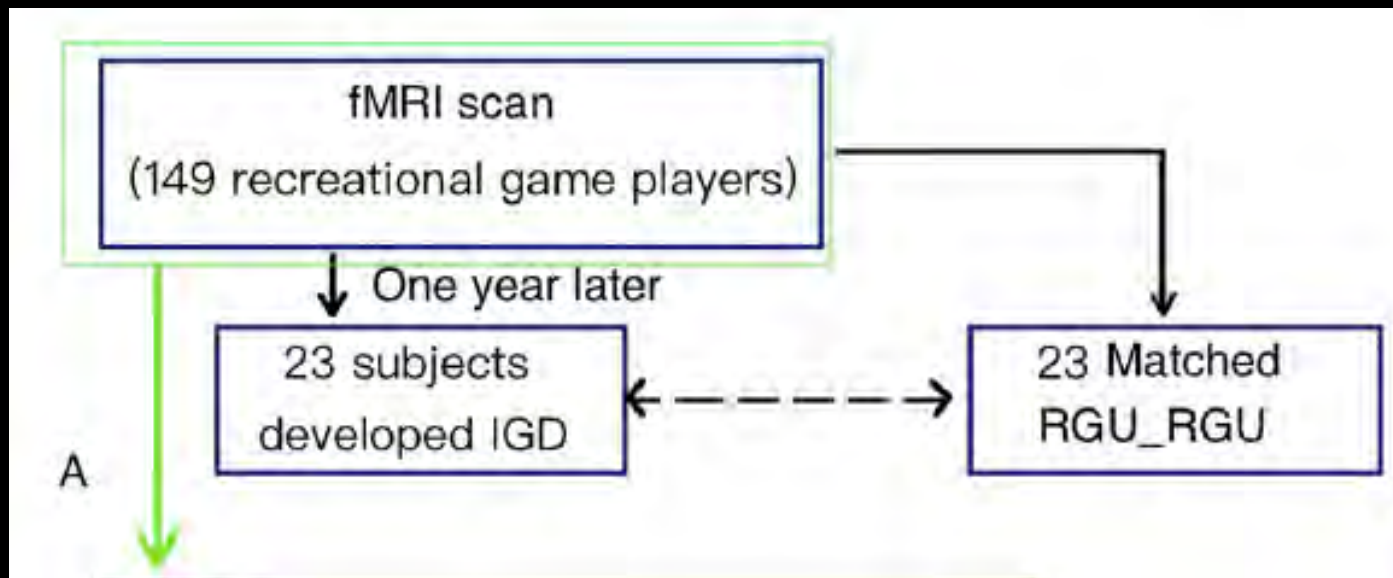 fMRI scan
(149 recreational game players)
One year later
23 subjects
developed IGD
23 Matched
RGU_RGU
A